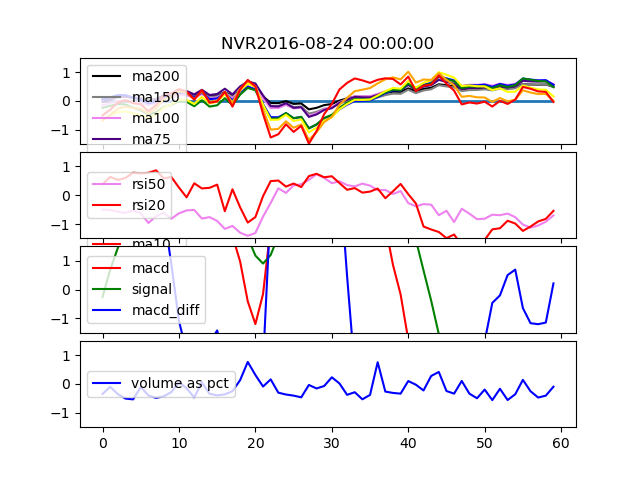 NVR2016-08-24 00:00:00
1
0
−1
ma200
ma150
ma100
ma75
1
0
−1
rsi50
rsi20
ma10
1
0
−1
macd
signal
macd_diff
1
0
−1
volume as pct
0 10 20 30 40 50 60